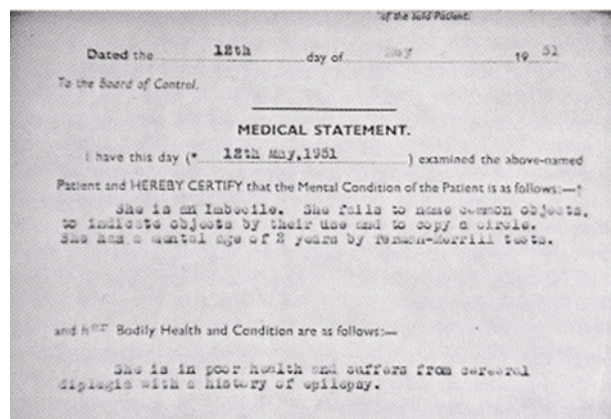 "of the said Patient.
Dated the 18th day of May 19 51
To the Board of Control.
MEDICAL STATEMENT.
I have this day (* 18th May,1951 ) examined the above-named
Patient and HEREBY CERTIFY that the Mental Condition of the Patient is as follows:—†
She is an Imbecile. She fails to name common objects,
to indicate objects by their use and to copy a circle.
She has a mental age of 2 years by Terman-Merrill tests.
and her Bodily Health and Condition are as follows:—
She is in poor health and suffers from cerebral
diplegia with a history of epilepsy.